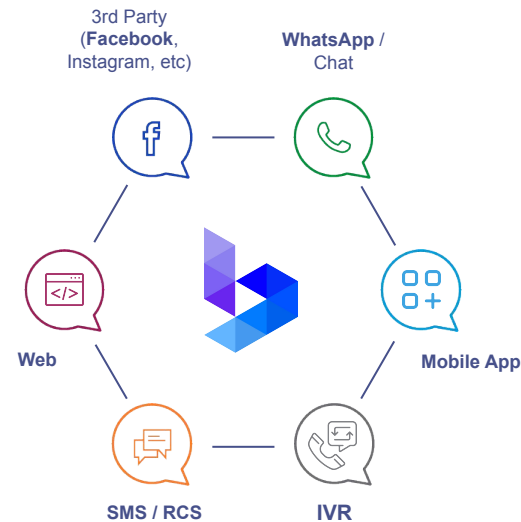 3rd Party
(Facebook,
Instagram, etc)
WhatsApp /
Chat
</>
Web
Mobile App
SMS / RCS
IVR